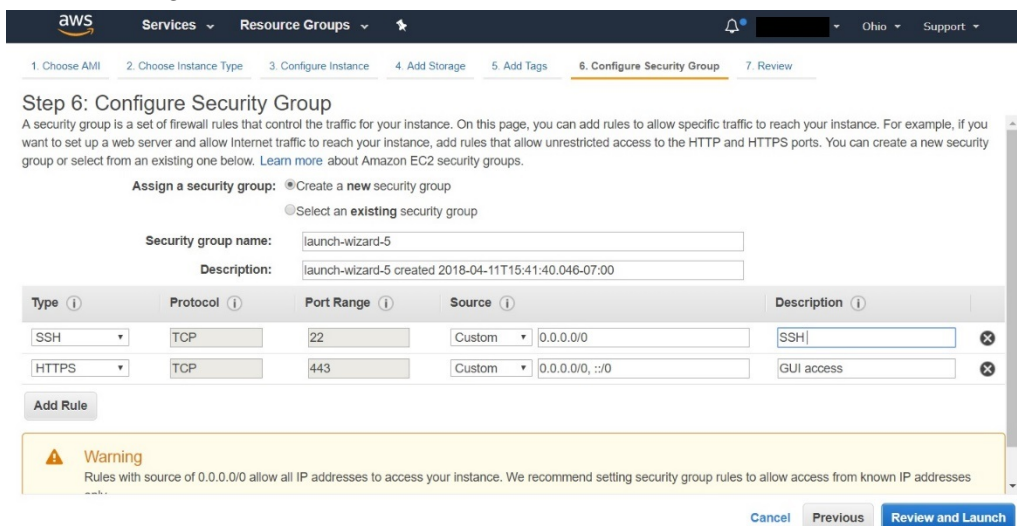 aws Services Resource Groups Ohio Support
1. Choose AMI 2. Choose Instance Type 3. Configure Instance 4. Add Storage 5. Add Tags 6. Configure Security Group 7. Review
Step 6: Configure Security Group
A security group is a set of firewall rules that control the traffic for your instance. On this page, you can add rules to allow specific traffic to reach your instance. For example, if you
want to set up a web server and allow Internet traffic to reach your instance, add rules that allow unrestricted access to the HTTP and HTTPS ports. You can create a new security
group or select from an existing one below. Learn more about Amazon EC2 security groups.
Assign a security group: Create a new security group
Select an existing security group
Security group name: launch-wizard-5
Description: launch-wizard-5 created 2018-04-11T15:41:40.046-07:00
Type i Protocol i Port Range i Source i Description i
SSH TCP 22 Custom 0.0.0.0/0 SSH
HTTPS TCP 443 Custom 0.0.0.0/0, ::/0 GUI access
Add Rule
Warning
Rules with source of 0.0.0.0/0 allow all IP addresses to access your instance. We recommend setting security group rules to allow access from known IP addresses
Cancel Previous Review and Launch